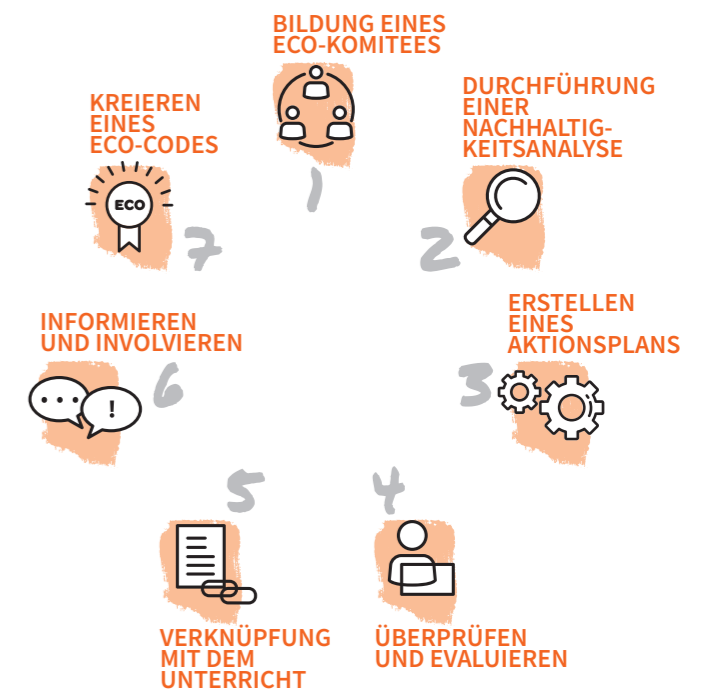 BILDUNG EINES
ECO-KOMITEES
1
DURCHFÜHRUNG
EINER
NACHHALTIG-
KEITSANALYSE
2
ERSTELLEN
EINES
AKTIONSPLANS
3
4
ÜBERPRÜFEN
UND EVALUIEREN
5
VERKNÜPFUNG
MIT DEM
UNTERRICHT
INFORMIEREN
UND INVOLVIEREN
!
6
KREIEREN
EINES
ECO-CODES
ECO
7